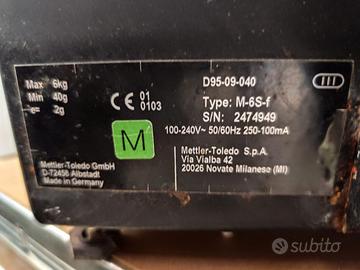 Max 6kg
Min 40g
e= 2g
CE 01
0103
M
D95-09-040
Type: M-6S-f
S/N: 2474949
100-240V~ 50/60Hz 250-100mA
Mettler-Toledo GmbH
D-72458 Albstadt
Made in Germany
Mettler-Toledo S.p.A.
Via Vialba 42
20026 Novate Milanese (MI)
III
subito